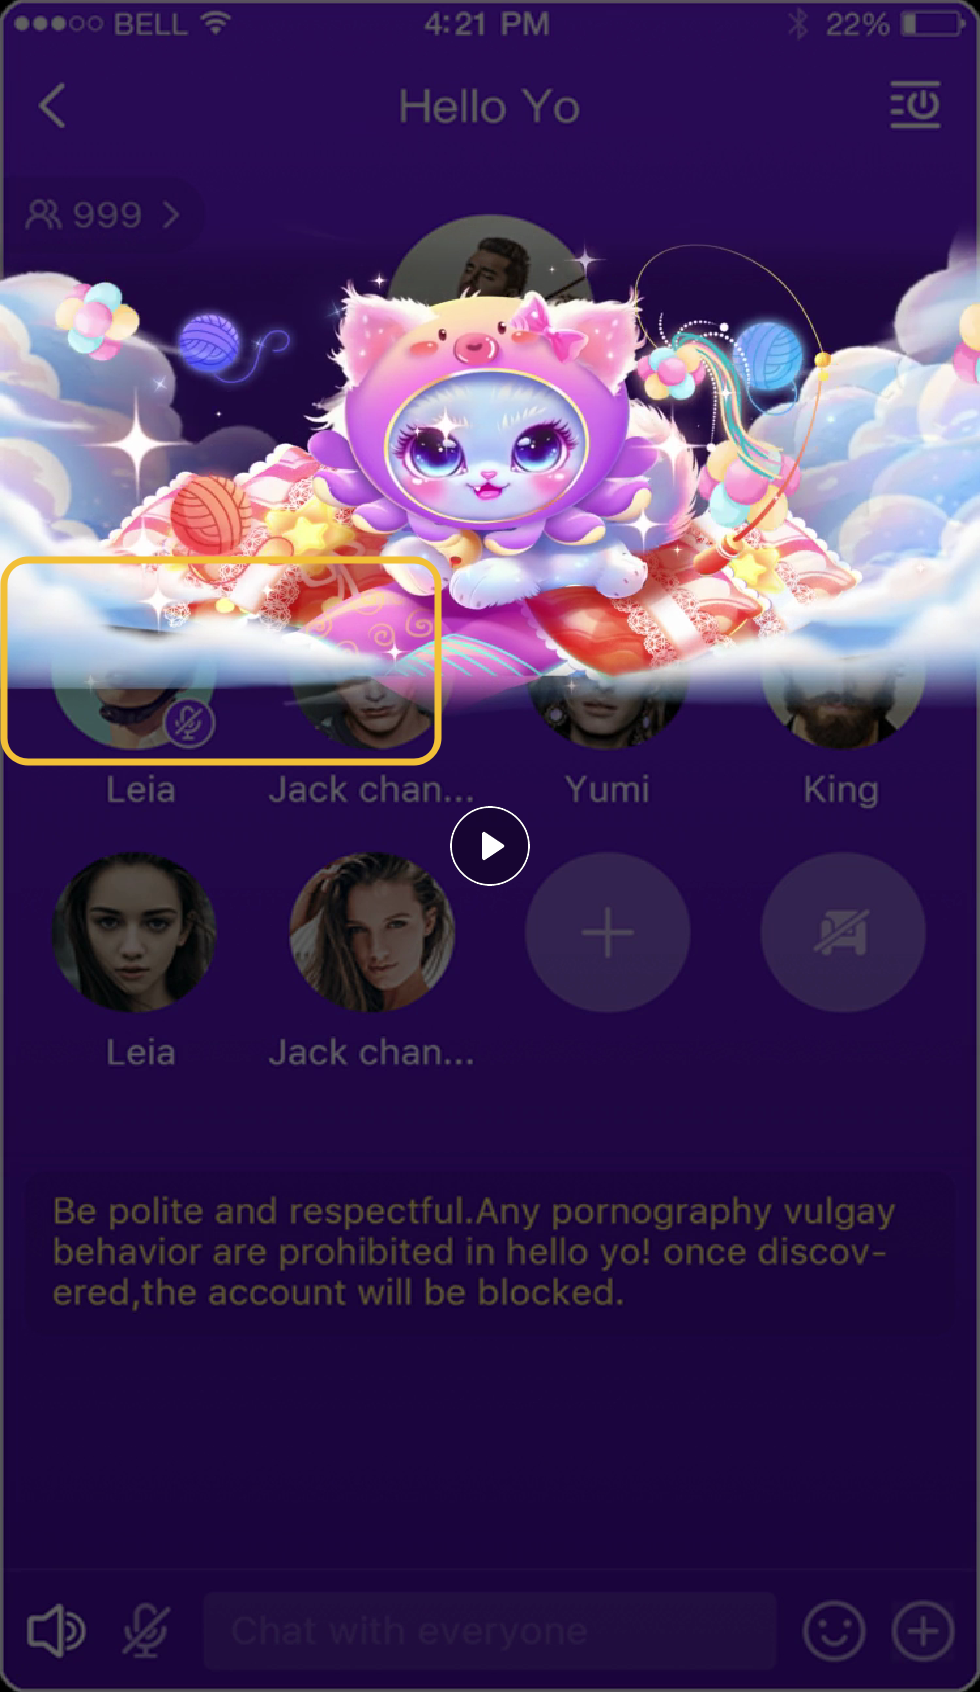 BELL 4:21 PM 22%
Hello Yo
999
Leia Jack chan... Yumi King
Leia Jack chan...
Be polite and respectful.Any pornography vulgay
behavior are prohibited in hello yo! once discov-
ered,the account will be blocked.
Chat with everyone